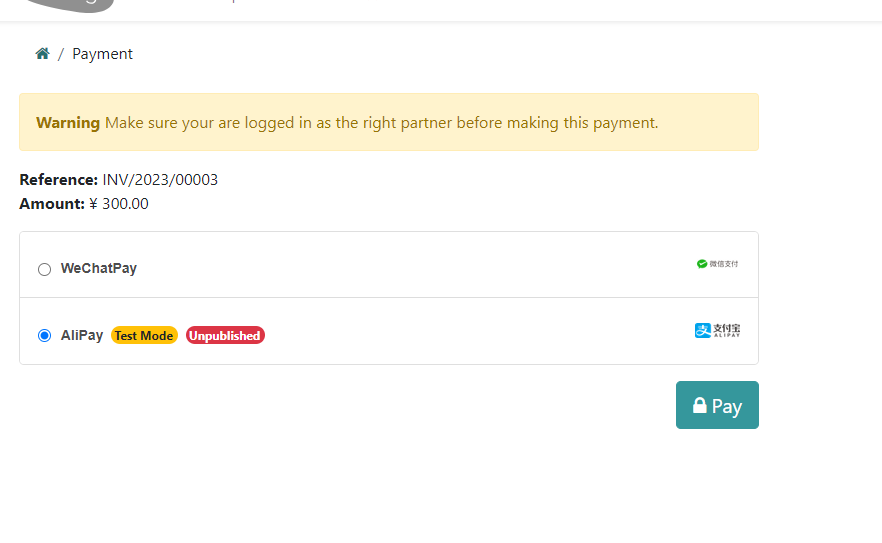 / Payment
Warning Make sure your are logged in as the right partner before making this payment.
Reference: INV/2023/00003
Amount: ¥ 300.00
WeChatPay
微信支付
AliPay Test Mode Unpublished
支 支付宝
ALIPAY
Pay